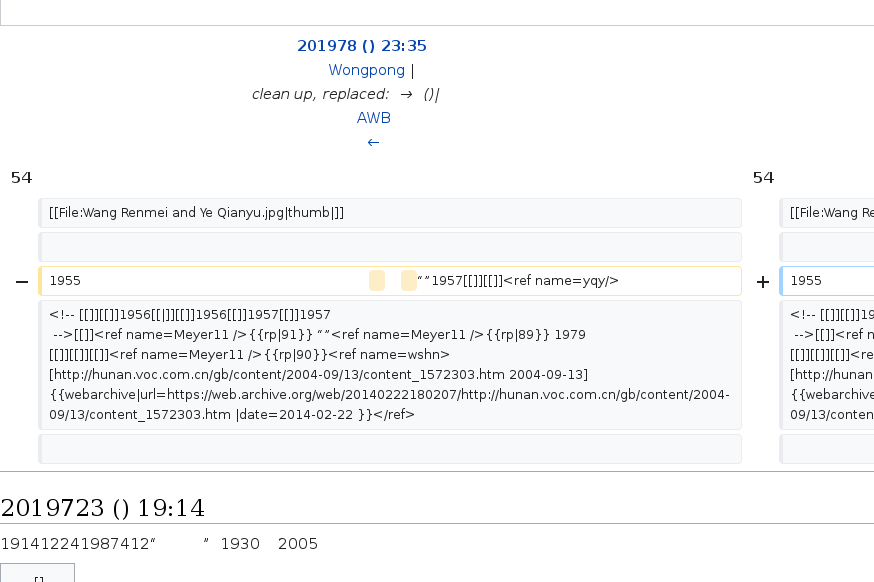 201978 () 23:35
Wongpong |
clean up, replaced: → ()|
AWB
←
54 54
[[File:Wang Renmei and Ye Qianyu.jpg|thumb|]] [[File:Wang Re
− 1955 “”1957[[]][[]]<ref name=yqy/> + 1955
<!-- [[]][[]]1956[[|]][[]]1956[[]]1957[[]]1957 <!-- [[]][[]]19
-->[[]]<ref name=Meyer11 />{{rp|91}} “”<ref name=Meyer11 />{{rp|89}} 1979 -->[[]]<ref n
[[]][[]][[]]<ref name=Meyer11 />{{rp|90}}<ref name=wshn> [[]][[]][[]]<re
[http://hunan.voc.com.cn/gb/content/2004-09/13/content_1572303.htm 2004-09-13] [http://hunan
{{webarchive|url=https://web.archive.org/web/20140222180207/http://hunan.voc.com.cn/gb/content/2004- {{webarchive
09/13/content_1572303.htm |date=2014-02-22 }}</ref> 09/13/conten
2019723 () 19:14
191412241987412“ ” 1930 2005
[]